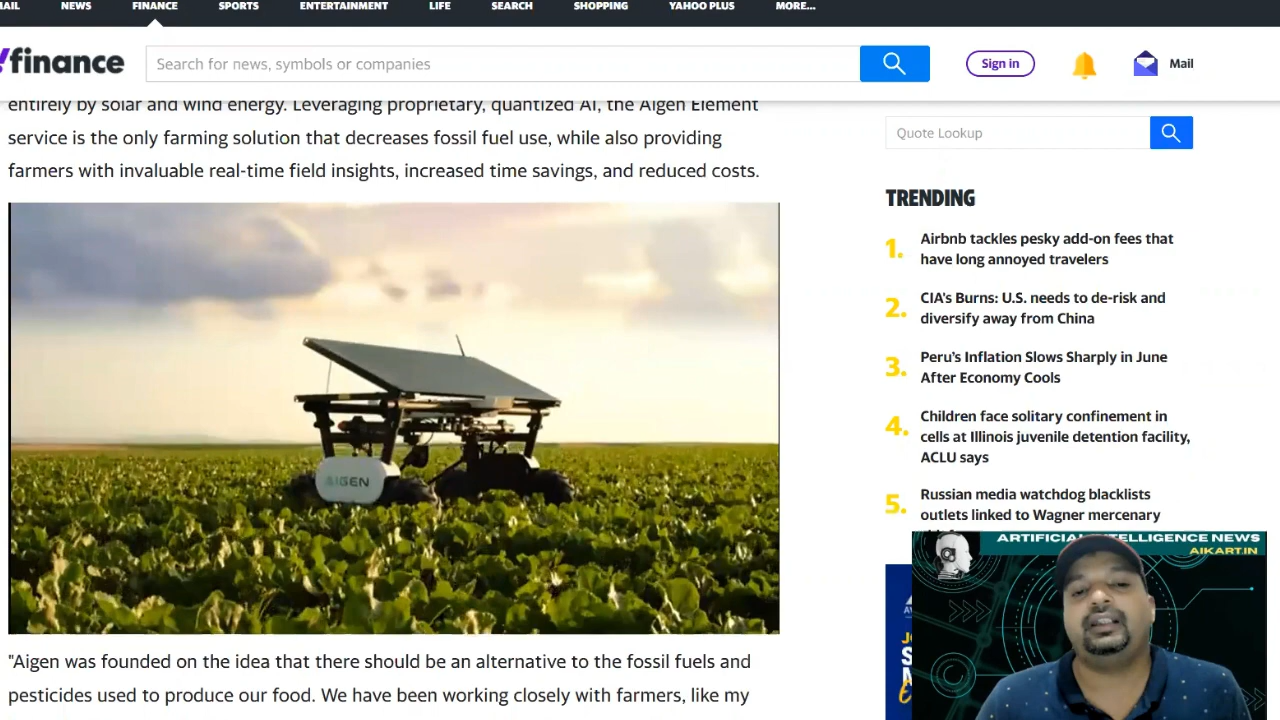 NEWS
FINANCE
SPORTS
ENTERTAINMENT
LIFE
SEARCH
SHOPPING
YAHOO PLUS
MORE...
finance
Search for news, symbols or companies
Sign in
Mail
entirely by solar and wind energy. Leveraging proprietary, quantized AI, the Aigen Element
service is the only farming solution that decreases fossil fuel use, while also providing
farmers with invaluable real-time field insights, increased time savings, and reduced costs.
AIGEN
"Aigen was founded on the idea that there should be an alternative to the fossil fuels and
pesticides used to produce our food. We have been working closely with farmers, like my
Quote Lookup
TRENDING
1. Airbnb tackles pesky add-on fees that
have long annoyed travelers
2. CIA's Burns: U.S. needs to de-risk and
diversify away from China
3. Peru's Inflation Slows Sharply in June
After Economy Cools
4. Children face solitary confinement in
cells at Illinois juvenile detention facility,
ACLU says
5. Russian media watchdog blacklists
outlets linked to Wagner mercenary
ARTIFICIAL INTELLIGENCE NEWS
AIKART.IN